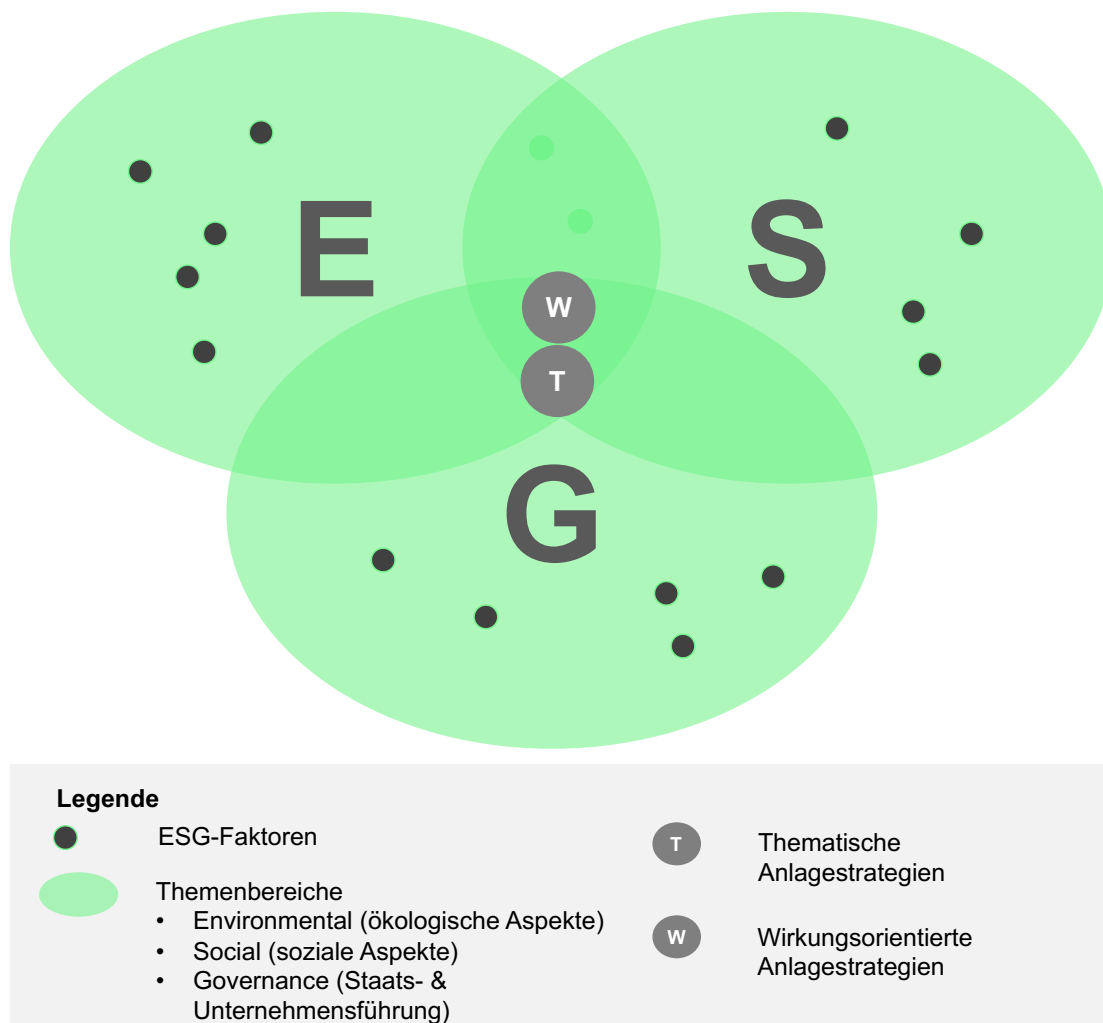 E
S
W
T
G
Legende
ESG-Faktoren
Themenbereiche
• Environmental (ökologische Aspekte)
• Social (soziale Aspekte)
• Governance (Staats- &
Unternehmensführung)
T
Thematische
Anlagestrategien
W
Wirkungsorientierte
Anlagestrategien